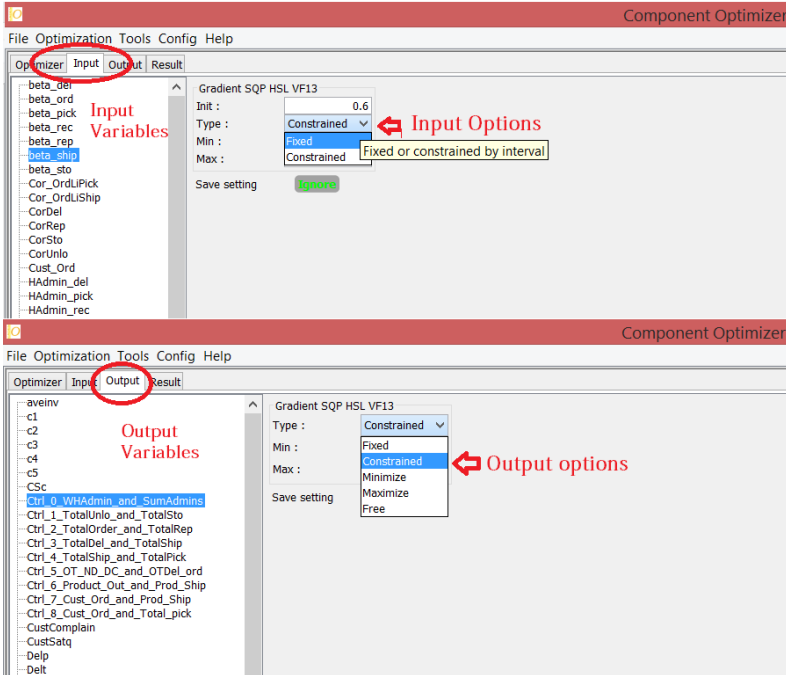 IO
Component Optimizer
File Optimization Tools Config Help
Optimizer Input Output Result
beta_del
beta_ord
beta_pick
beta_rec
beta_rep
beta_ship
beta_sto
Cor_OrdLiPick
Cor_OrdLiShip
CorDel
CorRep
CorSto
CorUnlo
Cust_Ord
HAdmin_del
HAdmin_pick
HAdmin_rec
Input
Variables
Gradient SQP HSL VF13
Init : 0.6
Type : Constrained
Min : Fixed
Max : Constrained
Fixed or constrained by interval
Save setting Ignore
Input Options
IO
Component Optimizer
File Optimization Tools Config Help
Optimizer Input Output Result
aveinv
c1
c2
c3
c4
c5
CSc
Ctrl_0_WHAdmin_and_SumAdmins
Ctrl_1_TotalUnlo_and_TotalSto
Ctrl_2_TotalOrder_and_TotalRep
Ctrl_3_TotalDel_and_TotalShip
Ctrl_4_TotalShip_and_TotalPick
Ctrl_5_OT_ND_DC_and_OTDel_ord
Ctrl_6_Product_Out_and_Prod_Ship
Ctrl_7_Cust_Ord_and_Prod_Ship
Ctrl_8_Cust_Ord_and_Total_pick
CustComplain
CustSatq
Delp
Delt
Output
Variables
Gradient SQP HSL VF13
Type : Constrained
Min : Fixed
Constrained
Max : Minimize
Maximize
Save setting Free
Output options